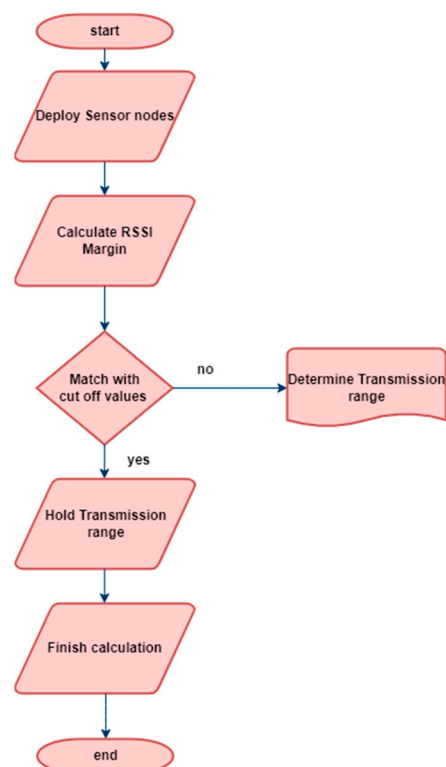 start
Deploy Sensor nodes
Calculate RSSI
Margin
Match with
cut off values
no
Determine Transmission
range
yes
Hold Transmission
range
Finish calculation
end